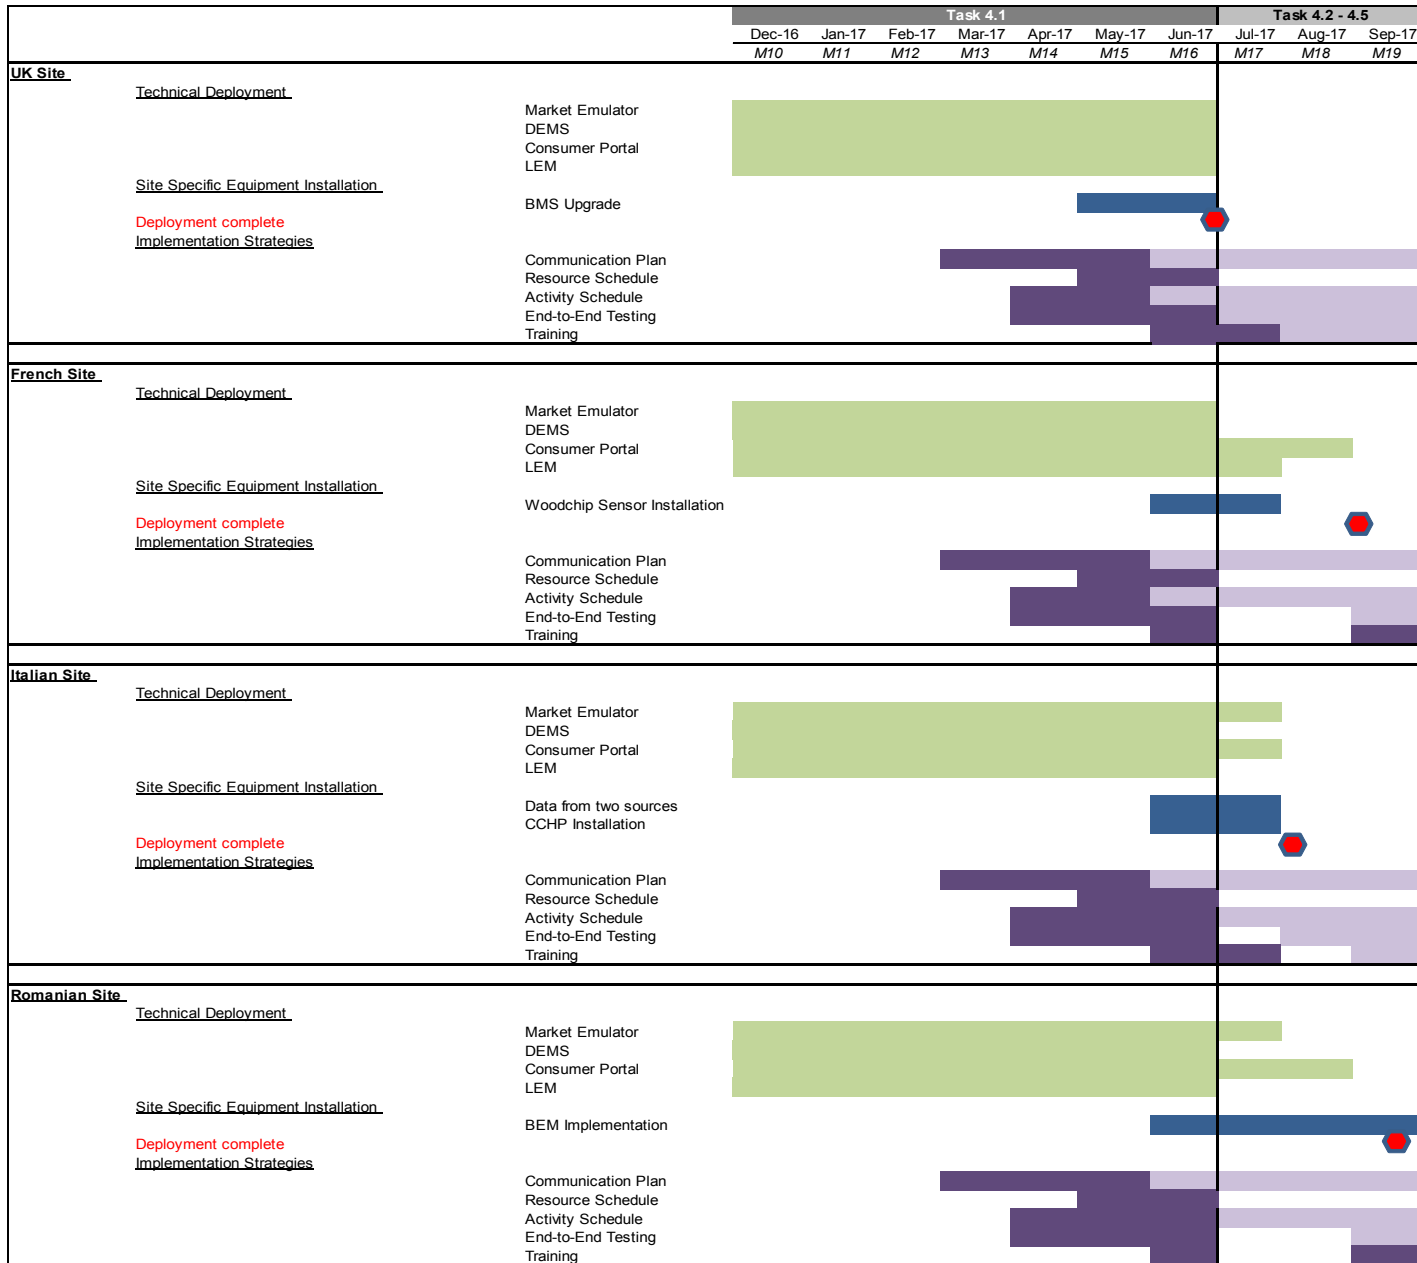 Task 4.1 Task 4.2 - 4.5
Dec-16 Jan-17 Feb-17 Mar-17 Apr-17 May-17 Jun-17 Jul-17 Aug-17 Sep-17
M10 M11 M12 M13 M14 M15 M16 M17 M18 M19
UK Site
Technical Deployment
Market Emulator
DEMS
Consumer Portal
LEM
Site Specific Equipment Installation
BMS Upgrade
Deployment complete
Implementation Strategies
Communication Plan
Resource Schedule
Activity Schedule
End-to-End Testing
Training
French Site
Technical Deployment
Market Emulator
DEMS
Consumer Portal
LEM
Site Specific Equipment Installation
Woodchip Sensor Installation
Deployment complete
Implementation Strategies
Communication Plan
Resource Schedule
Activity Schedule
End-to-End Testing
Training
Italian Site
Technical Deployment
Market Emulator
DEMS
Consumer Portal
LEM
Site Specific Equipment Installation
Data from two sources
CCHP Installation
Deployment complete
Implementation Strategies
Communication Plan
Resource Schedule
Activity Schedule
End-to-End Testing
Training
Romanian Site
Technical Deployment
Market Emulator
DEMS
Consumer Portal
LEM
Site Specific Equipment Installation
BEM Implementation
Deployment complete
Implementation Strategies
Communication Plan
Resource Schedule
Activity Schedule
End-to-End Testing
Training